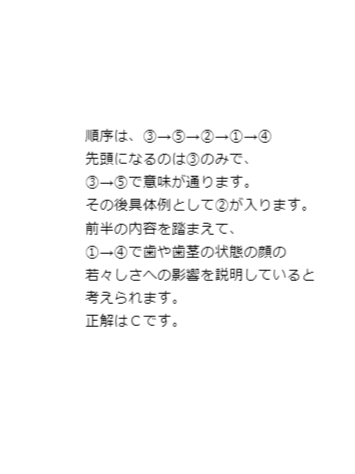 順序は、③→⑤→②→①→④
先頭になるのは③のみで、
③→⑤で意味が通ります。
その後具体例として②が入ります。
前半の内容を踏まえて、
①→④で歯や歯茎の状態の顔の
若々しさへの影響を説明していると
考えられます。
正解はＣです。